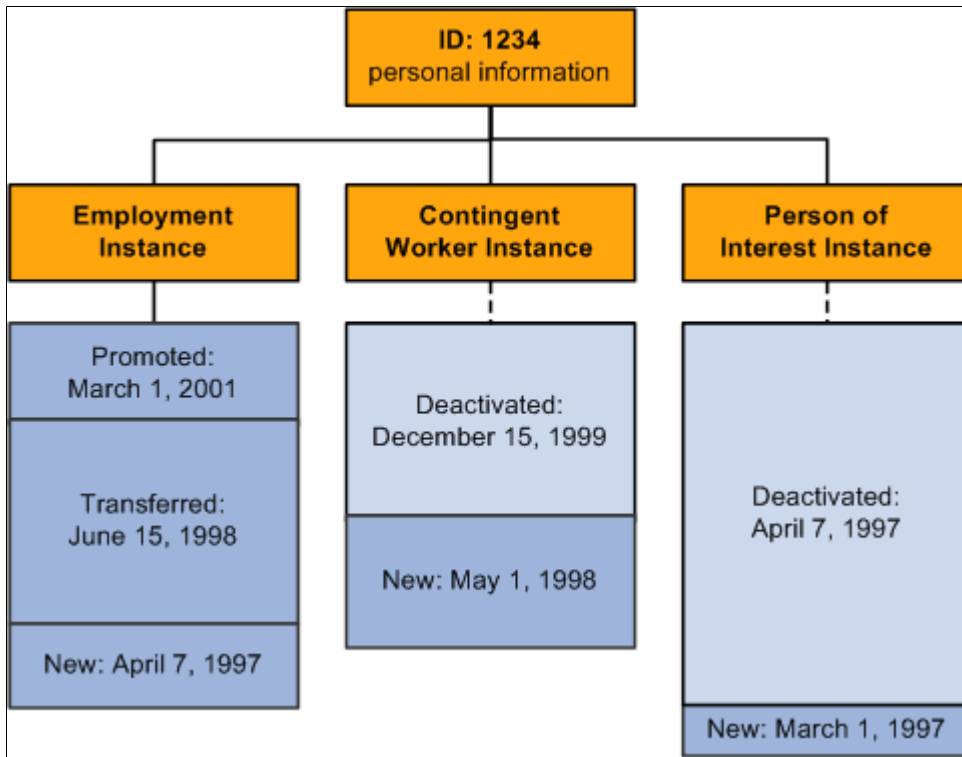 ID: 1234
personal information
Employment
Instance
Contingent
Worker Instance
Person of
Interest Instance
Promoted:
March 1, 2001
Transferred:
June 15, 1998
New: April 7, 1997
Deactivated:
December 15, 1999
New: May 1, 1998
Deactivated:
April 7, 1997
New: March 1, 1997